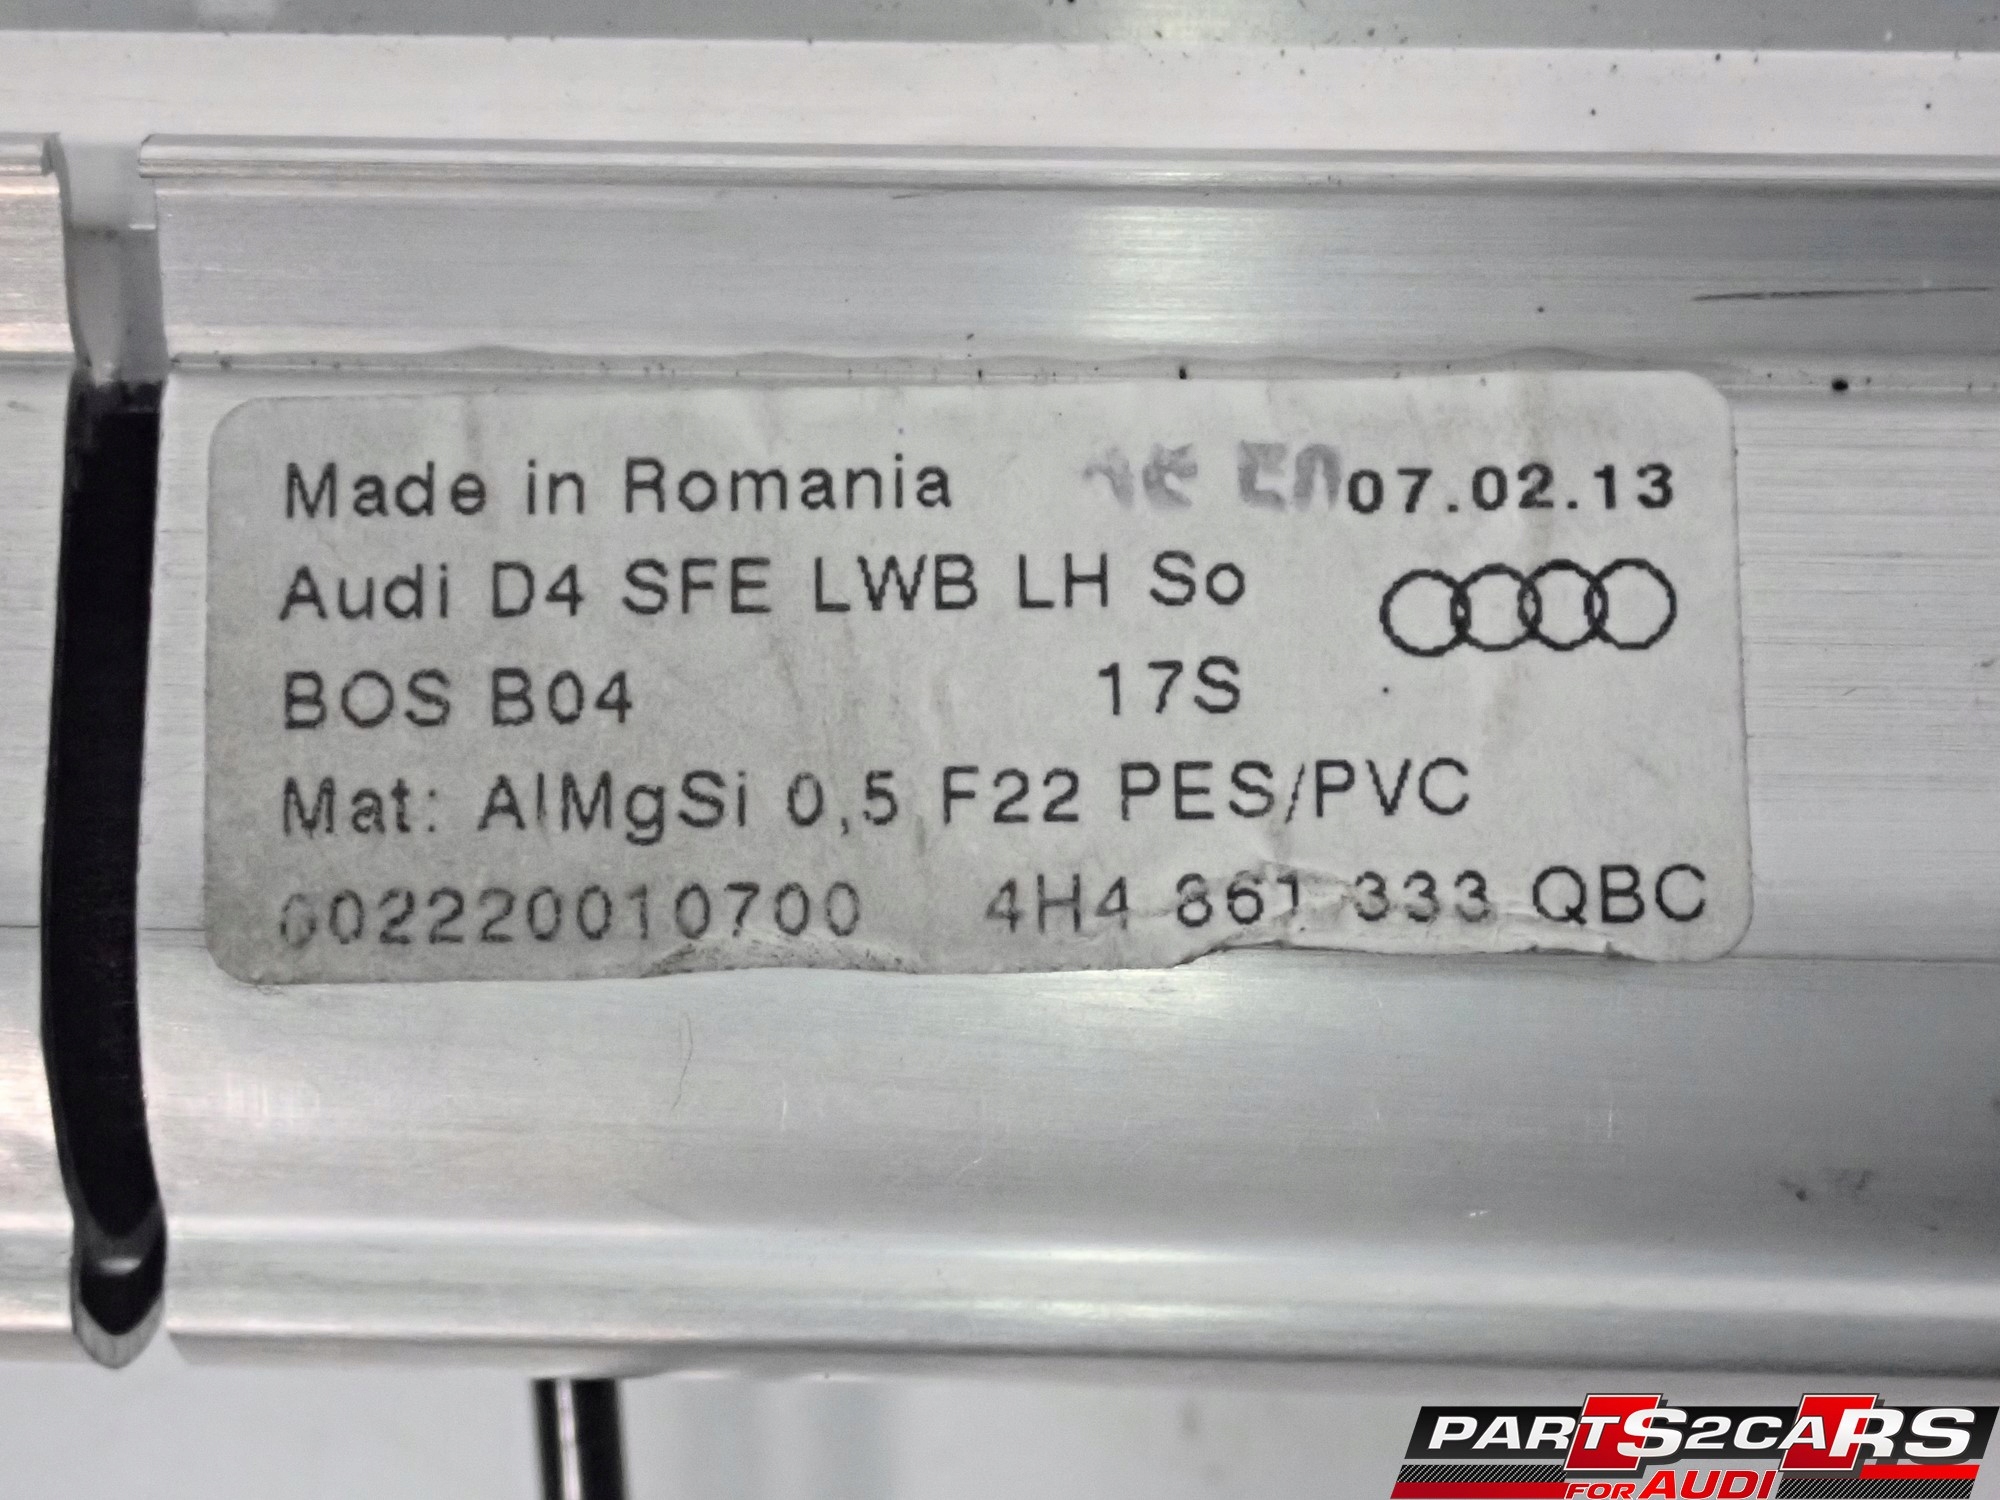 Made in Romania 07.02.13
Audi D4 SFE LWB LH So
BOS B04 17S
Mat: AlMgSi 0,5 F22 PES/PVC
002220010700 4H4 861 333 QBC
PARTS2CARS
FOR AUDI